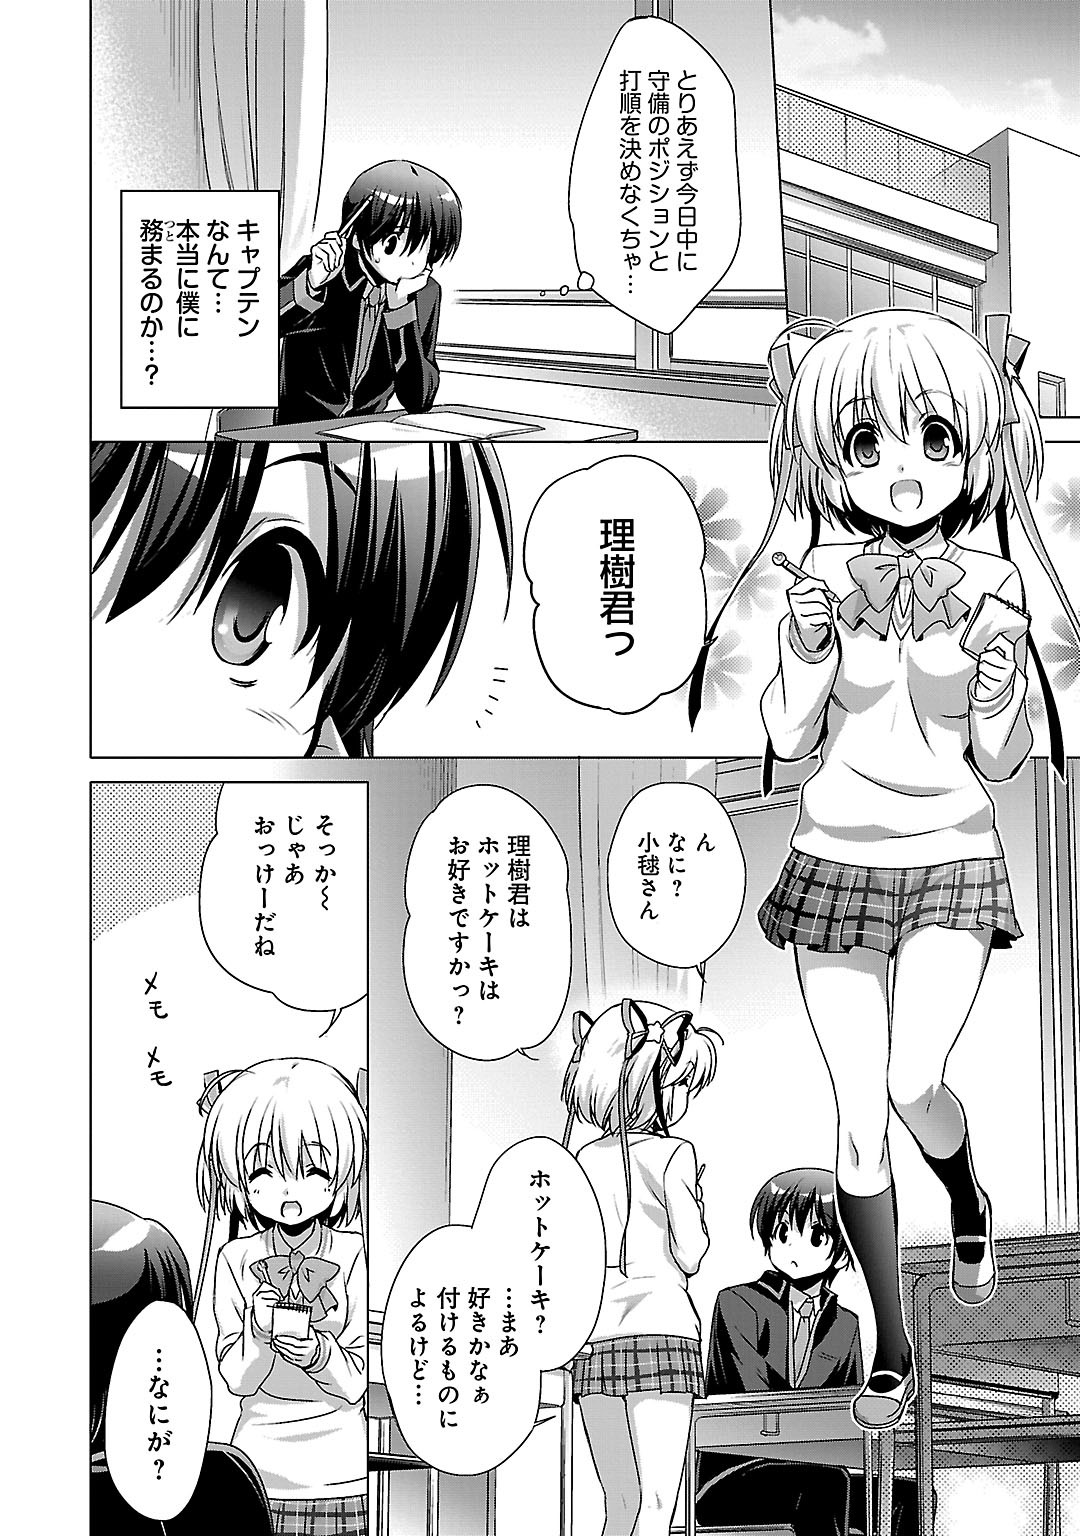 とりあえず今日中に
守備のポジションと
打順を決めなくちゃ…
キャプテン
なんて…
本当に僕に
務まるのか…？
つと
理樹君っ
ん
なに？
小毬さん
理樹君は
ホットケーキは
お好きですかっ？
ホットケーキ？
…まあ
好きかなぁ
付けるものに
よるけど…
そっか〜
じゃあ
おっけーだね
メモ
メモ
…なにが？